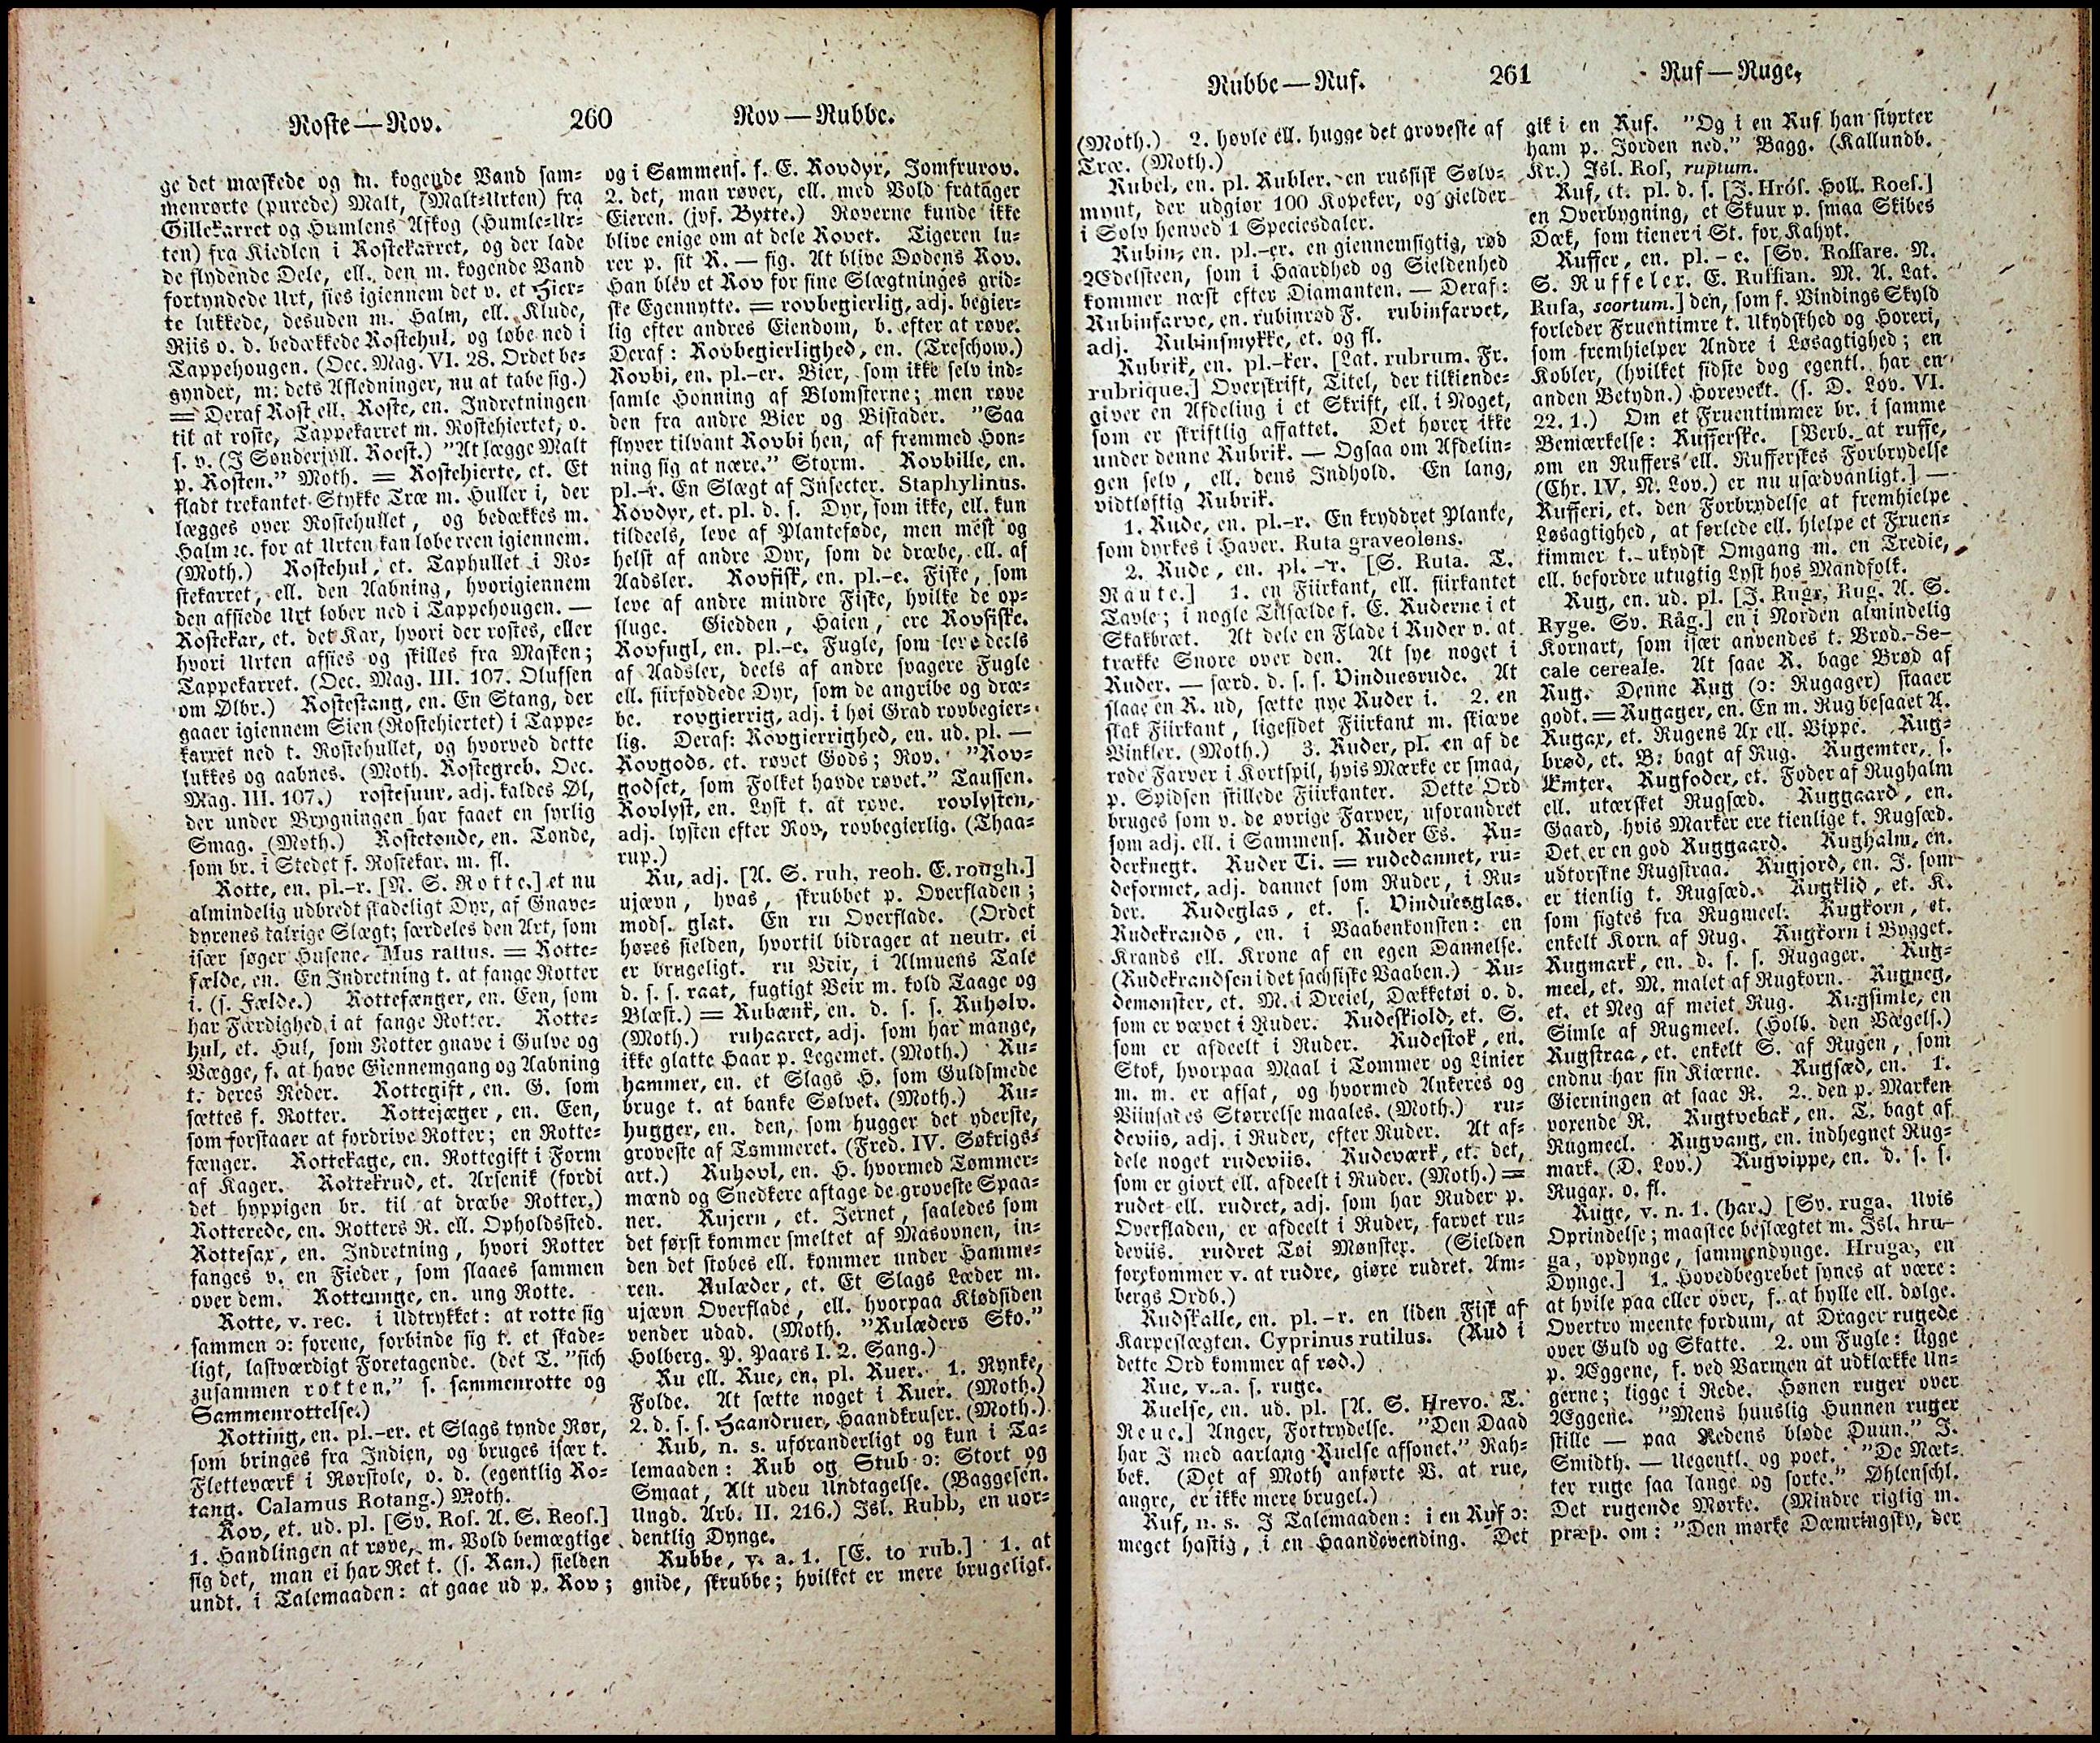 Roste — Rov.
260
Rov — Rubbe.
ge det mæskede og m. kogende Vand sam-
menrørte (purede) Malt, (Malt-Urten) fra
Gillekarret og Humlens Afkog (Humle-Ur-
ten) fra Kiedlen i Rostekarret, og der lade
de flydende Dele, ell. den m. kogende Vand
fortyndede Urt, sies igiennem det v. et Hier-
te lukkede, desuden m. Halm, ell. Klude,
Riis o. d. bedækkede Rostehul, og løbe ned i
Tappehougen. (Oec. Mag. VI. 28. Ordet be-
gynder, m. dets Afledninger, nu at tabe sig.)
= Deraf Rost ell. Roste, en. Indretningen
til at roste, Tappekarret m. Rostehiertet, o.
s. v. (I Sønderjyll. Roest.) "At lægge Malt
p. Rosten." Moth. = Rostehierte, et. Et
fladt trekantet Stykke Træ m. Huller i, der
lægges over Rostehullet, og bedækkes m.
Halm ꝛc. for at Urten kan løbe reen igiennem.
(Moth.) Rostehul, et. Taphullet i Ro-
stekarret, ell. den Aabning, hvorigiennem
den afsiede Urt løber ned i Tappehougen. —
Rostekar, et. det Kar, hvori der rostes, eller
hvori Urten afsies og skilles fra Masken;
Tappekarret. (Oec. Mag. III. 107. Olufsen
om Ølbr.) Rostestang, en. En Stang, der
gaaer igiennem Sien (Rostehiertet) i Tappe-
karret ned t. Rostehullet, og hvorved dette
lukkes og aabnes. (Moth. Rostegreb. Oec.
Mag. III. 107.) rostesuur, adj. kaldes Øl,
der under Brygningen har faaet en syrlig
Smag. (Moth.) Rostetønde, en. Tønde,
som br. i Stedet f. Rostekar. m. fl.
Rotte, en. pl.-r. [N. S. Rotte.] et nu
almindelig udbredt skadeligt Dyr, af Gnave-
dyrenes talrige Slægt; særdeles den Art, som
især søger Husene. Mus rattus. = Rotte-
fælde, en. En Indretning t. at fange Rotter
i. (s. Fælde.) Rottefænger, en. Een, som
har Færdighed i at fange Rotter. Rotte-
hul, et. Hul, som Rotter gnave i Gulve og
Vægge, f. at have Giennemgang og Aabning
t. deres Reder. Rottegift, en. G. som
sættes f. Rotter. Rottejæger, en. Een,
som forstaaer at fordrive Rotter; en Rotte-
fænger. Rottekage, en. Rottegift i Form
af Kager. Rottekrud, et. Arsenik (fordi
det hyppigen br. til at dræbe Rotter.)
Rotterede, en. Rotters R. ell. Opholdssted.
Rottesax, en. Indretning, hvori Rotter
fanges v. en Fieder, som slaaes sammen
over dem. Rotteunge, en. ung Rotte.
Rotte, v. rec. i Udtrykket: at rotte sig
sammen ɔ: forene, forbinde sig t. et skade-
ligt, lastværdigt Foretagende. (det T. "sich
zusammen rotten," s. sammenrotte og
Sammenrottelse.)
Rotting, en. pl.-er. et Slags tynde Rør,
som bringes fra Indien, og bruges især t.
Fletteværk i Rørstole, o. d. (egentlig Ro-
tang. Calamus Rotang.) Moth.
Rov, et. ud. pl. [Sv. Rof. A. S. Reof.]
1. Handlingen at røve, m. Vold bemægtige
sig det, man ei har Ret t. (s. Ran.) sielden
undt. i Talemaaden: at gaae ud p. Rov;
og i Sammens. f. E. Rovdyr, Jomfrurov.
2. det, man røver, ell. med Vold fratager
Eieren. (jvf. Bytte.) Røverne kunde ikke
blive enige om at dele Rovet. Tigeren lu-
rer p. sit R. — fig. At blive Dødens Rov.
Han blev et Rov for sine Slægtninges grid-
ske Egennytte. = rovbegierlig, adj. begier-
lig efter andres Eiendom, b. efter at røve.
Deraf: Rovbegierlighed, en. (Treschow.)
Rovbi, en. pl.-er. Bier, som ikke selv ind-
samle Honning af Blomsterne; men røve
den fra andre Bier og Bistader. "Saa
flyver tilvant Rovbi hen, af fremmed Hon-
ning sig at nære." Storm. Rovbille, en.
pl.-r. En Slægt af Insecter. Staphylinus.
Rovdyr, et. pl. d. s. Dyr, som ikke, ell. kun
tildeels, leve af Planteføde, men mest og
helst af andre Dyr, som de dræbe, ell. af
Aadsler. Rovfisk, en. pl.-e. Fiske, som
leve af andre mindre Fiske, hvilke de op-
sluge. Giedden, Haien, ere Rovfiske.
Rovfugl, en. pl.-e. Fugle, som leve deels
af Aadsler, deels af andre svagere Fugle
ell. fiirføddede Dyr, som de angribe og dræ-
be. rovgierrig, adj. i høi Grad rovbegier-
lig. Deraf: Rovgierrighed, en. ud. pl. —
Rovgods, et. røvet Gods; Rov. "Rov-
godset, som Folket havde røvet." Taussen.
Rovlyst, en. Lyst t. at røve. rovlysten,
adj. lysten efter Rov, rovbegierlig. (Thaa-
rup.)
Ru, adj. [A. S. ruh, reoh. E. rough.]
ujævn, hvas, skrubbet p. Overfladen;
mods. glat. En ru Overflade. (Ordet
høres sielden, hvortil bidrager at neutr. ei
er brugeligt. ru Veir, i Almuens Tale
d. s. s. raat, fugtigt Veir m. kold Taage og
Blæst.) = Rubænk, en. d. s. s. Ruhøvl.
(Moth.) ruhaaret, adj. som har mange,
ikke glatte Haar p. Legemet. (Moth.) Ru-
hammer, en. et Slags H. som Guldsmede
bruge t. at banke Sølvet. (Moth.) Ru-
hugger, en. den, som hugger det yderste,
groveste af Tømmeret. (Fred. IV. Søkrigs-
art.) Ruhøvl, en. H. hvormed Tømmer-
mænd og Snedkere aftage de groveste Spaa-
ner. Rujern, et. Jernet, saaledes som
det først kommer smeltet af Masovnen, in-
den det støbes ell. kommer under Hamme-
ren. Rulæder, et. Et Slags Læder m.
ujævn Overflade, ell. hvorpaa Kiødsiden
vender udad. (Moth. "Rulæders Sko."
Holberg. P. Paars I. 2. Sang.)
Ru ell. Rue, en. pl. Ruer. 1. Rynke,
Folde. At sætte noget i Ruer. (Moth.)
2. d. s. s. Haandruer, Haandkruser. (Moth.)
Rub, n. s. uforanderligt og kun i Ta-
lemaaden: Rub og Stub ɔ: Stort og
Smaat, Alt uden Undtagelse. (Baggesen.
Ungd. Arb. II. 216.) Isl. Rubb, en uor-
dentlig Dynge.
Rubbe, v. a. 1. [E. to rub.] 1. at
gnide, skrubbe; hvilket er mere brugeligt.
Rubbe — Ruf.
261
Ruf — Ruge.
(Moth.) 2. høvle ell. hugge det groveste af
Træ. (Moth.)
Rubel, en. pl. Rubler. en russisk Sølv-
mynt, der udgiør 100 Kopeker, og gielder
i Sølv henved 1 Speciesdaler.
Rubin, en. pl.-er. en giennemsigtig, rød
Ædelsteen, som i Haardhed og Sieldenhed
kommer næst efter Diamanten. — Deraf:
Rubinfarve, en. rubinrød F. rubinfarvet,
adj. Rubinsmykke, et. og fl.
Rubrik, en. pl.-ker. [Lat. rubrum. Fr.
rubrique.] Overskrift, Titel, der tilkiende-
giver en Afdeling i et Skrift, ell. i Noget,
som er skriftlig affattet. Det hører ikke
under denne Rubrik. — Ogsaa om Afdelin-
gen selv, ell. dens Indhold. En lang,
vidtløftig Rubrik.
1. Rude, en. pl.-r. En kryddret Plante,
som dyrkes i Haver. Ruta graveolens.
2. Rude, en. pl.-r. [S. Ruta. T.
Raute.] 1. en Fiirkant, ell. fiirkantet
Tavle; i nogle Tilfælde f. E. Ruderne i et
Skakbræt. At dele en Flade i Ruder v. at
trække Snore over den. At sye noget i
Ruder. — særd. d. s. s. Vinduesrude. At
slaae en R. ud, sætte nye Ruder i. 2. en
skak Fiirkant, ligesidet Fiirkant m. skiæve
Vinkler. (Moth.) 3. Ruder, pl. en af de
røde Farver i Kortspil, hvis Mærke er smaa,
p. Spidsen stillede Fiirkanter. Dette Ord
bruges som v. de øvrige Farver, uforandret
som adj. ell. i Sammens. Ruder Es. Ru-
derknegt. Ruder Ti. = rudedannet, ru-
deformet, adj. dannet som Ruder, i Ru-
der. Rudeglas, et. s. Vinduesglas.
Rudekrands, en. i Vaabenkonsten: en
Krands ell. Krone af en egen Dannelse.
(Rudekrandsen i det sachsiske Vaaben.) Ru-
demønster, et. M. i Dreiel, Dækketøi o. d.
som er vævet i Ruder. Rudeskiold, et. S.
som er afdeelt i Ruder. Rudestok, en.
Stok, hvorpaa Maal i Tommer og Linier
m. m. er afsat, og hvormed Ankeres og
Viinfades Størrelse maales. (Moth.) ru-
deviis, adj. i Ruder, efter Ruder. At af-
dele noget rudeviis. Rudeværk, et. det,
som er giort ell. afdeelt i Ruder. (Moth.) =
rudet ell. rudret, adj. som har Ruder p.
Overfladen, er afdeelt i Ruder, farvet ru-
deviis. rudret Tøi Mønster. (Sielden
forekommer v. at rudre, giøre rudret. Am-
bergs Ordb.)
Rudskalle, en. pl.-r. en liden Fisk af
Karpeslægten. Cyprinus rutilus. (Rud i
dette Ord kommer af rød.)
Rue, v. a. s. ruge.
Ruelse, en. ud. pl. [A. S. Hrevo. T.
Reue.] Anger, Fortrydelse. "Den Daad
har I med aarlang Ruelse afsonet." Rah-
bek. (Det af Moth anførte V. at rue,
angre, er ikke mere brugel.)
Ruf, n. s. I Talemaaden: i en Ruf ɔ:
meget hastig, i en Haandevending. Det
gik i en Ruf. "Og i en Ruf han styrter
ham p. Jorden ned." Bagg. (Kallundb.
Kr.) Isl. Rof, ruptum.
Ruf, et. pl. d. s. [I. Hróf. Holl. Roef.]
en Overbygning, et Skuur p. smaa Skibes
Dæk, som tiener i St. for Kahyt.
Ruffer, en. pl.-e. [Sv. Roffare. N.
S. Ruffeler. E. Ruffian. M. A. Lat.
Rufa, scortum.] den, som f. Vindings Skyld
forleder Fruentimre t. Ukydskhed og Horeri,
som fremhielper Andre i Løsagtighed; en
Kobler, (hvilket sidste dog egentl. har en
anden Betydn.) Horevert. (s. D. Lov. VI.
22. 1.) Om et Fruentimmer br. i samme
Bemærkelse: Rufferske. [Verb. at ruffe,
om en Ruffers ell. Rufferskes Forbrydelse
(Chr. IV. N. Lov.) er nu usædvanligt.] —
Rufferi, et. den Forbrydelse at fremhielpe
Løsagtighed, at forlede ell. hielpe et Fruen-
timmer t. ukydsk Omgang m. en Tredie,
ell. befordre utugtig Lyst hos Mandfolk.
Rug, en. ud. pl. [I. Rugr, Rug. A. S.
Ryge. Sv. Råg.] en i Norden almindelig
Kornart, som især anvendes t. Brød. Se-
cale cereale. At saae R. bage Brød af
Rug. Denne Rug (ɔ: Rugager) staaer
godt. = Rugager, en. En m. Rug besaaet A.
Rugax, et. Rugens Ax ell. Vippe. Rug-
brød, et. B. bagt af Rug. Rugemter, s.
Emter. Rugfoder, et. Foder af Rughalm
ell. utærsket Rugsæd. Ruggaard, en.
Gaard, hvis Marker ere tienlige t. Rugsæd.
Det er en god Ruggaard. Rughalm, en.
udtorskne Rugstraa. Rugjord, en. J. som
er tienlig t. Rugsæd. Rugklid, et. K.
som sigtes fra Rugmeel. Rugkorn, et.
enkelt Korn af Rug. Rugkorn i Bygget.
Rugmark, en. d. s. s. Rugager. Rug-
meel, et. M. malet af Rugkorn. Rugneg,
et. et Neg af meiet Rug. Rugsimle, en
Simle af Rugmeel. (Holb. den Vægels.)
Rugstraa, et. enkelt S. af Rugen, som
endnu har sin Kiærne. Rugsæd, en. 1.
Gierningen at saae R. 2. den p. Marken
voxende R. Rugtvebak, en. T. bagt af
Rugmeel. Rugvang, en. indhegnet Rug-
mark. (D. Lov.) Rugvippe, en. d. s. s.
Rugax. o. fl.
Ruge, v. n. 1. (har.) [Sv. ruga. Uvis
Oprindelse; maaskee beslægtet m. Isl. hru-
ga, opdynge, sammendynge. Hruga, en
Dynge.] 1. Hovedbegrebet synes at være:
at hvile paa eller over, f. at hylle ell. dølge.
Overtro meente fordum, at Drager rugede
over Guld og Skatte. 2. om Fugle: ligge
p. Æggene, f. ved Varmen at udklække Un-
gerne; ligge i Rede. Hønen ruger over
Æggene. "Mens huuslig Hunnen ruger
stille — paa Redens bløde Duun." J.
Smidth. — Uegentl. og poet. "De Næt-
ter ruge saa lange og sorte." Øhlenschl.
Det rugende Mørke. (Mindre rigtig m.
præp. om: "Den mørke Dæmringsky, der